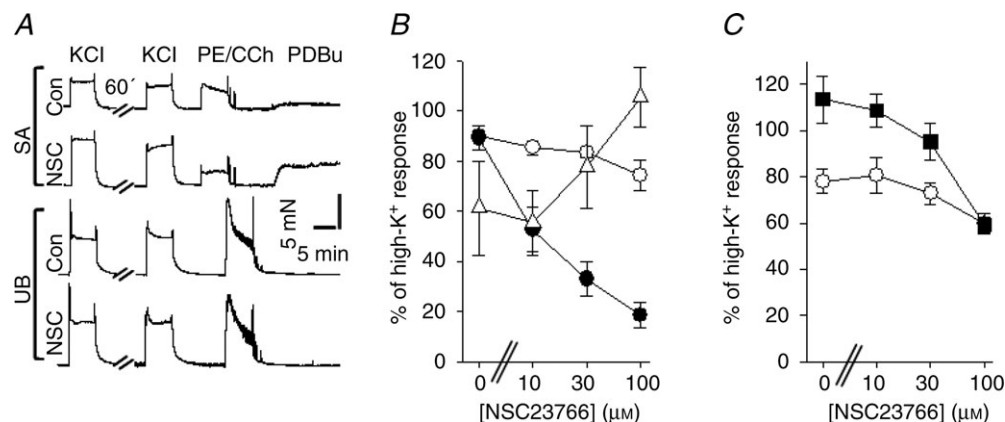 A
KCl KCl PE/CCh PDBu
60´
SA
Con
NSC
UB
Con
NSC
5 mN
5 min
B
% of high-K⁺ response
120
100
80
60
40
20
0
0 10 30 100
[NSC23766] (µM)
C
% of high-K⁺ response
120
100
80
60
40
20
0
0 10 30 100
[NSC23766] (µM)